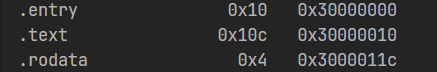 .entry 0x10 0x30000000
.text 0x10c 0x30000010
.rodata 0x4 0x3000011c